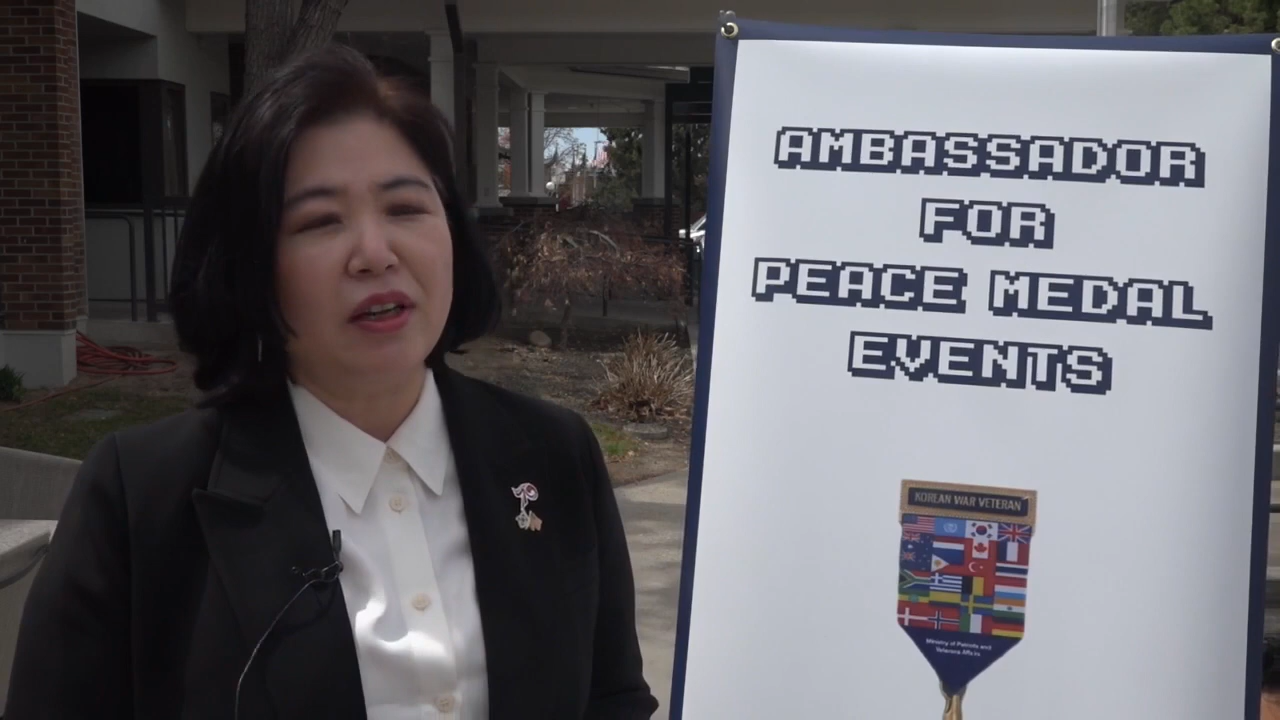 AMBASSADOR
FOR
PEACE MEDAL
EVENTS
KOREAN WAR VETERAN
Ministry of Patriots and
Veterans Affairs